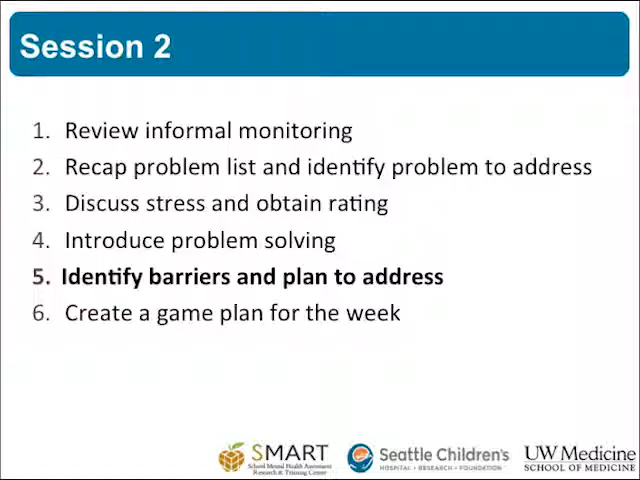 Session 2
1. Review informal monitoring
2. Recap problem list and identify problem to address
3. Discuss stress and obtain rating
4. Introduce problem solving
5. Identify barriers and plan to address
6. Create a game plan for the week
SMART
School Mental Health Assessment
Research & Training Center
Seattle Children's
HOSPITAL • RESEARCH • FOUNDATION
UW Medicine
SCHOOL OF MEDICINE